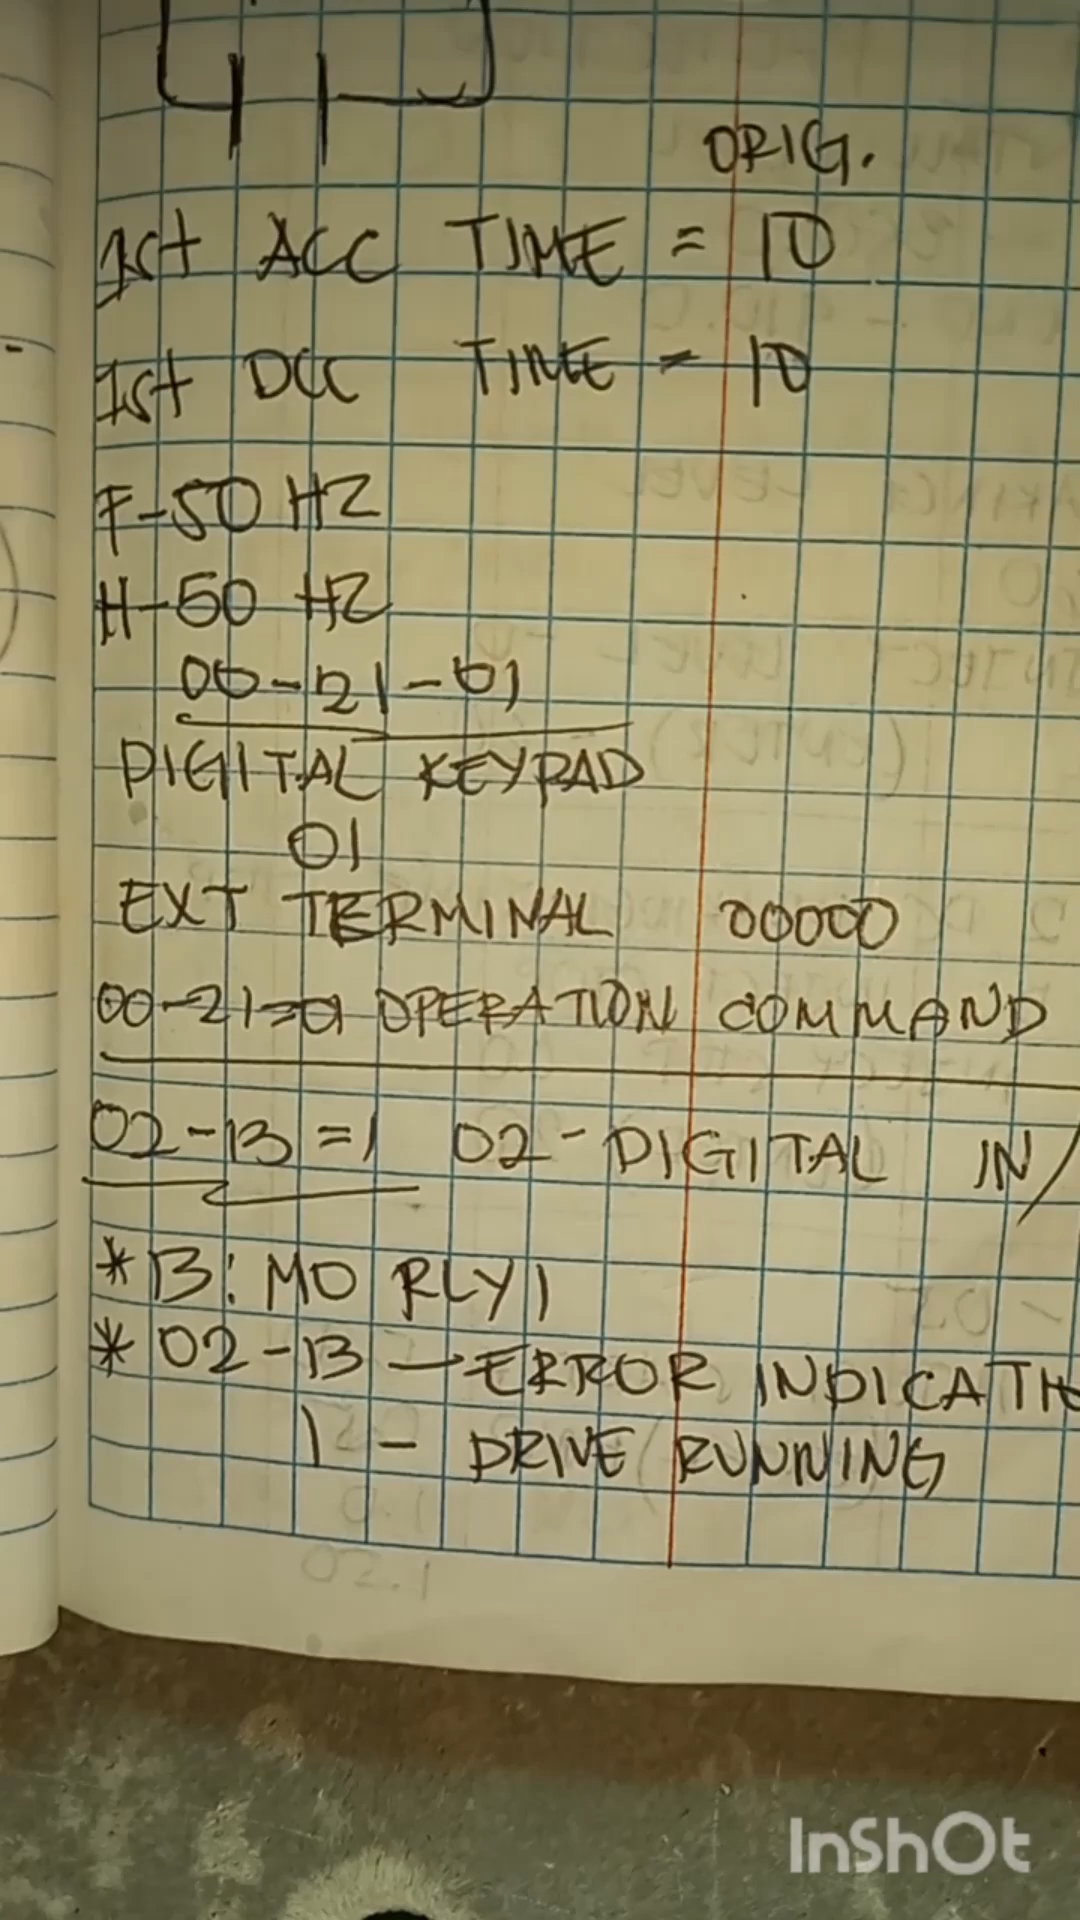 ORIG.
1st ACC TIME = 10
1st DCC TIME = 10
F-50 HZ
H-50 HZ
00-21-01
DIGITAL KEYPAD
01
EXT TERMINAL 00000
00-21=01 OPERATION COMMAND
02-13=1 02-DIGITAL IN/
*13: MO RLY1
*02-13-ERROR INDICATI
1 - DRIVE RUNNING
InShOt